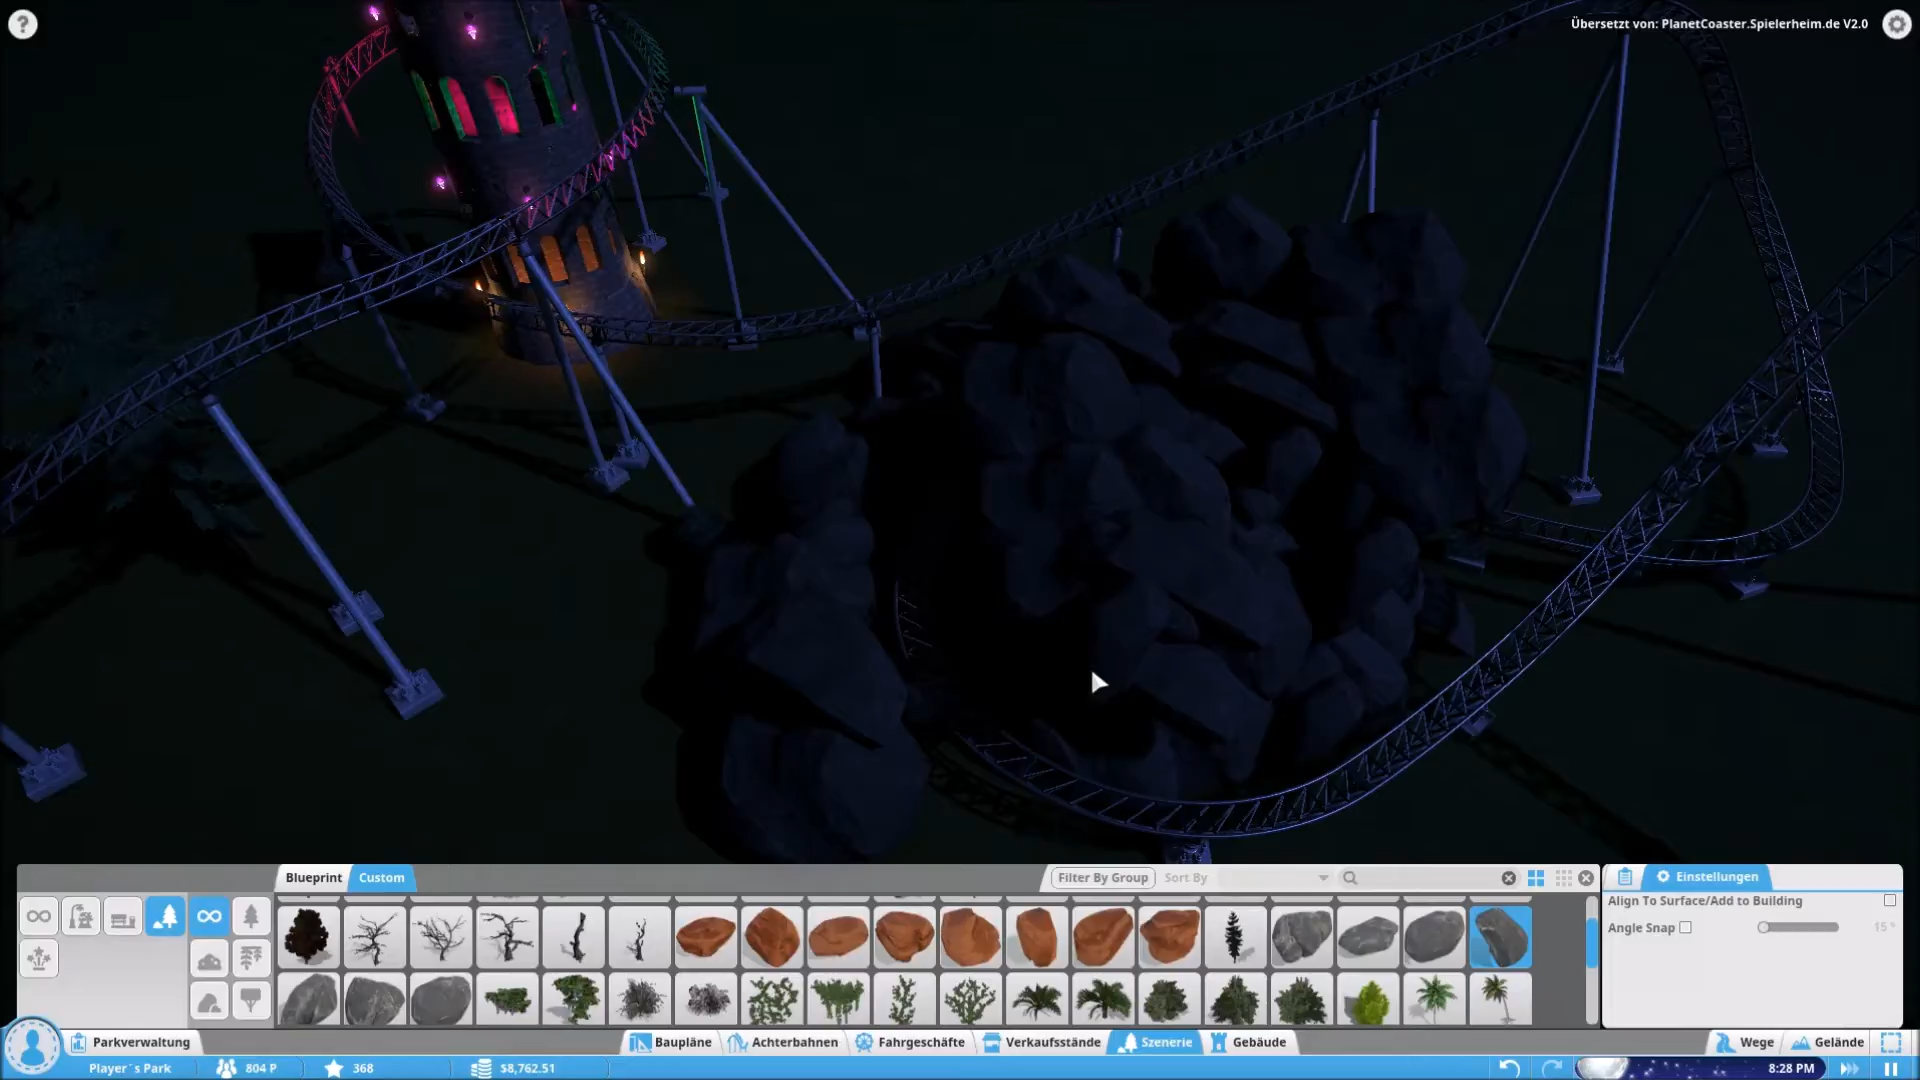 ?
Übersetzt von: PlanetCoaster.Spielerheim.de V2.0
Blueprint
Custom
Filter By Group
Sort By
Einstellungen
Align To Surface/Add to Building
Angle Snap
15 °
Parkverwaltung
Baupläne
Achterbahnen
Fahrgeschäfte
Verkaufsstände
Szenerie
Gebäude
Wege
Gelände
Player´s Park
804 P
368
$8,762.51
8:28 PM